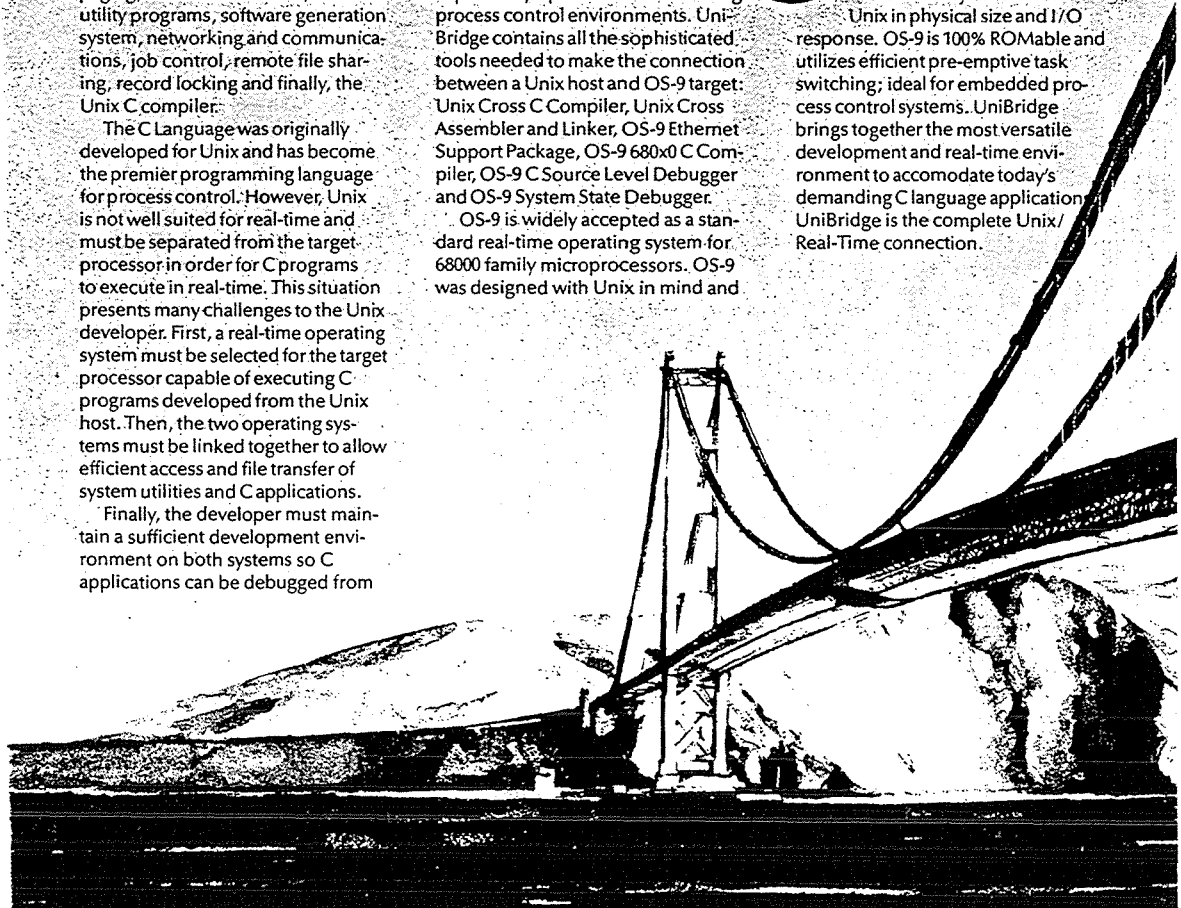 utility programs, software generation
system, networking and communica-
tions, job control, remote file shar-
ing, record locking and finally, the
Unix C compiler.
The C Language was originally
developed for Unix and has become
the premier programming language
for process control. However, Unix
is not well suited for real-time and
must be separated from the target
processor in order for C programs
to execute in real-time. This situation
presents many challenges to the Unix
developer. First, a real-time operating
system must be selected for the target
processor capable of executing C
programs developed from the Unix
host. Then, the two operating sys-
tems must be linked together to allow
efficient access and file transfer of
system utilities and C applications.
Finally, the developer must main-
tain a sufficient development envi-
ronment on both systems so C
applications can be debugged from
process control environments. Uni-
Bridge contains all the sophisticated
tools needed to make the connection
between a Unix host and OS-9 target:
Unix Cross C Compiler, Unix Cross
Assembler and Linker, OS-9 Ethernet
Support Package, OS-9 680x0 C Com-
piler, OS-9 C Source Level Debugger
and OS-9 System State Debugger.
OS-9 is widely accepted as a stan-
dard real-time operating system for
68000 family microprocessors. OS-9
was designed with Unix in mind and
Unix in physical size and I/O
response. OS-9 is 100% ROMable and
utilizes efficient pre-emptive task
switching; ideal for embedded pro-
cess control systems. UniBridge
brings together the most versatile
development and real-time envi-
ronment to accomodate today's
demanding C language application
UniBridge is the complete Unix/
Real-Time connection.